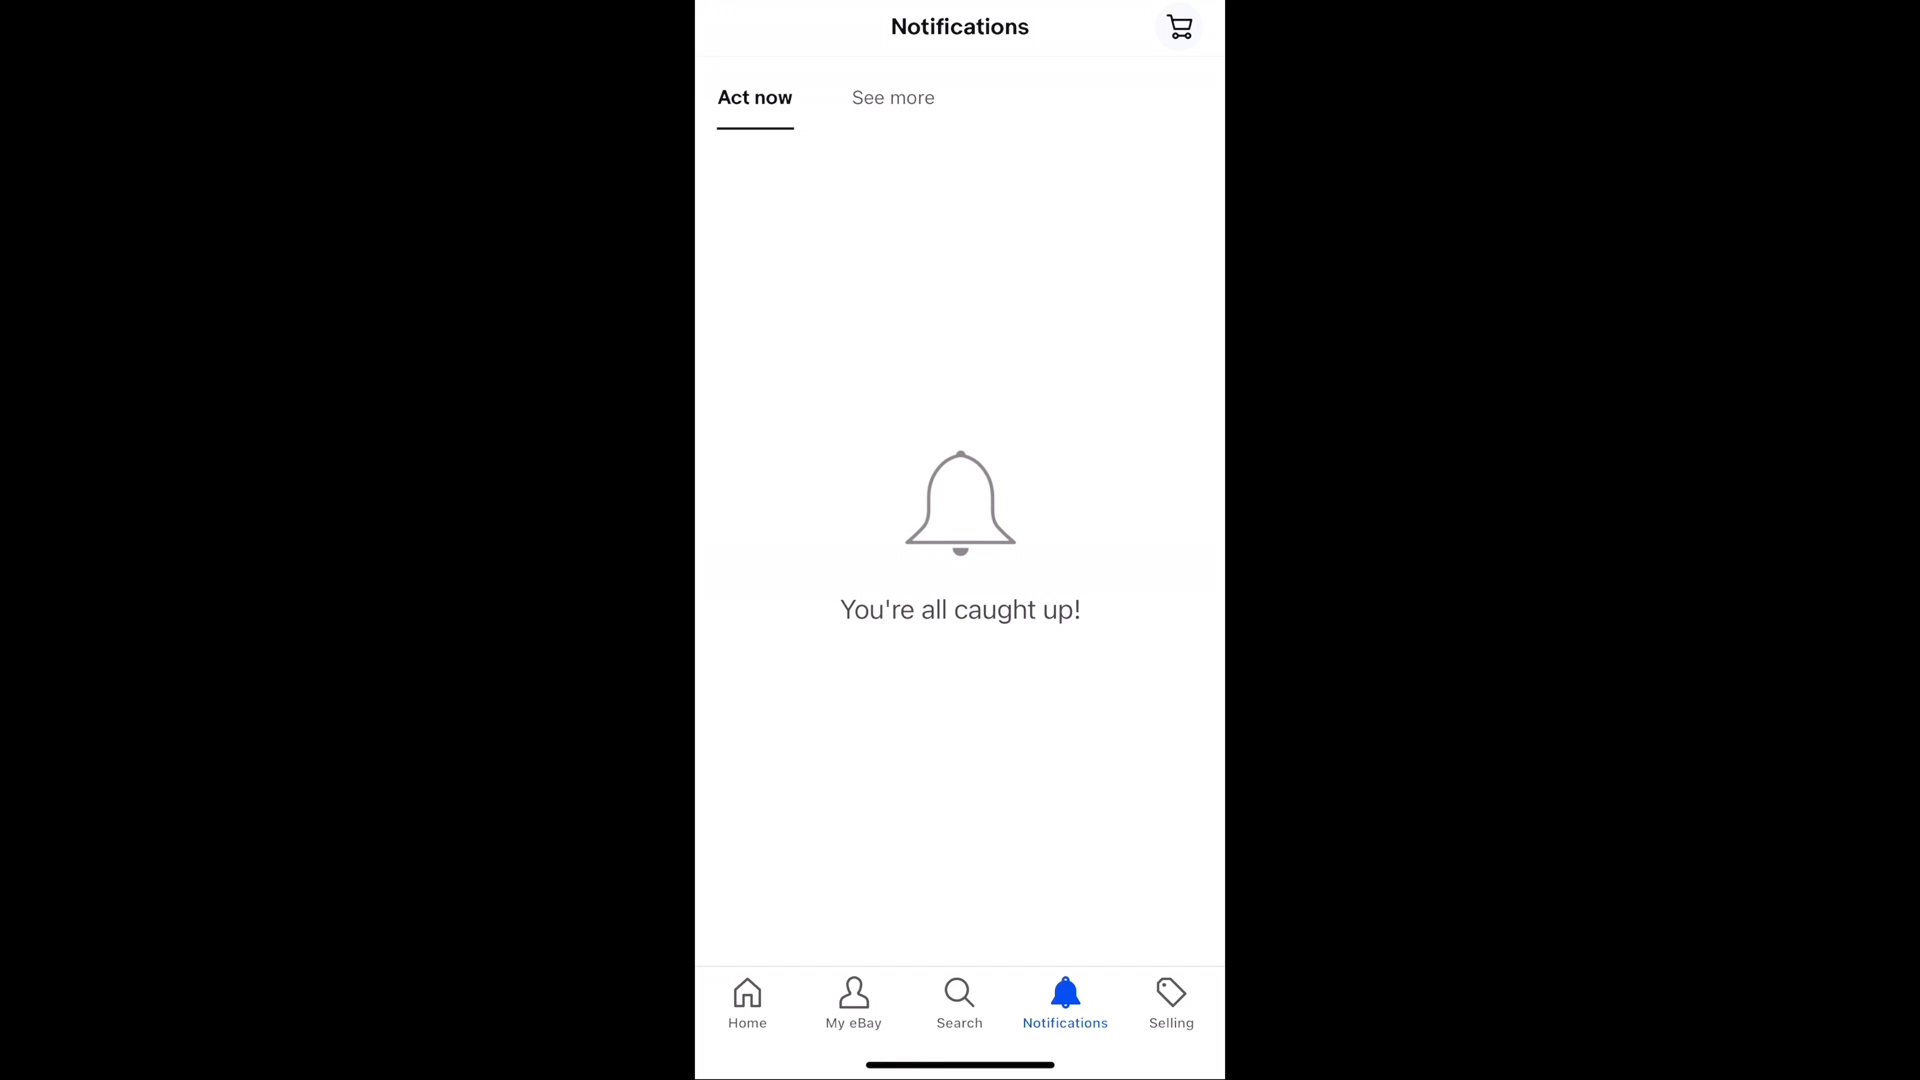 Notifications
Act now
See more
You're all caught up!
Home
My eBay
Search
Notifications
Selling